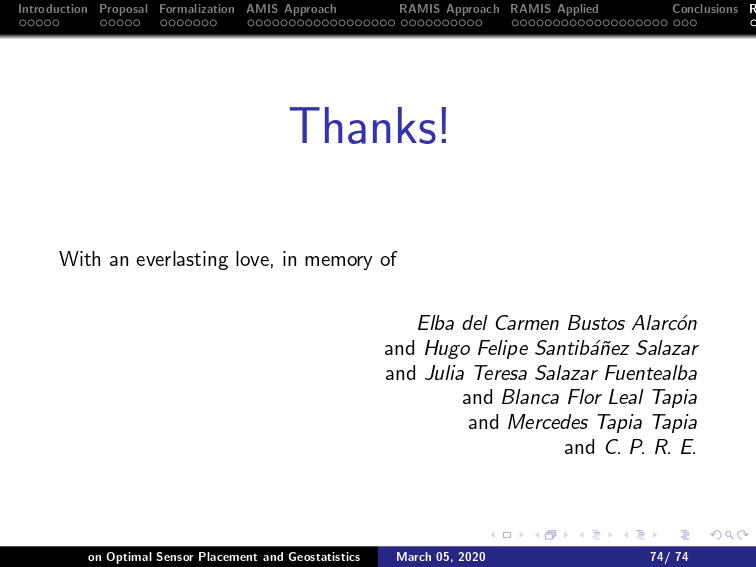 Introduction Proposal Formalization AMIS Approach RAMIS Approach RAMIS Applied Conclusions R
Thanks!
With an everlasting love, in memory of
Elba del Carmen Bustos Alarcón
and Hugo Felipe Santibáñez Salazar
and Julia Teresa Salazar Fuentealba
and Blanca Flor Leal Tapia
and Mercedes Tapia Tapia
and C. P. R. E.
on Optimal Sensor Placement and Geostatistics March 05, 2020 74/ 74